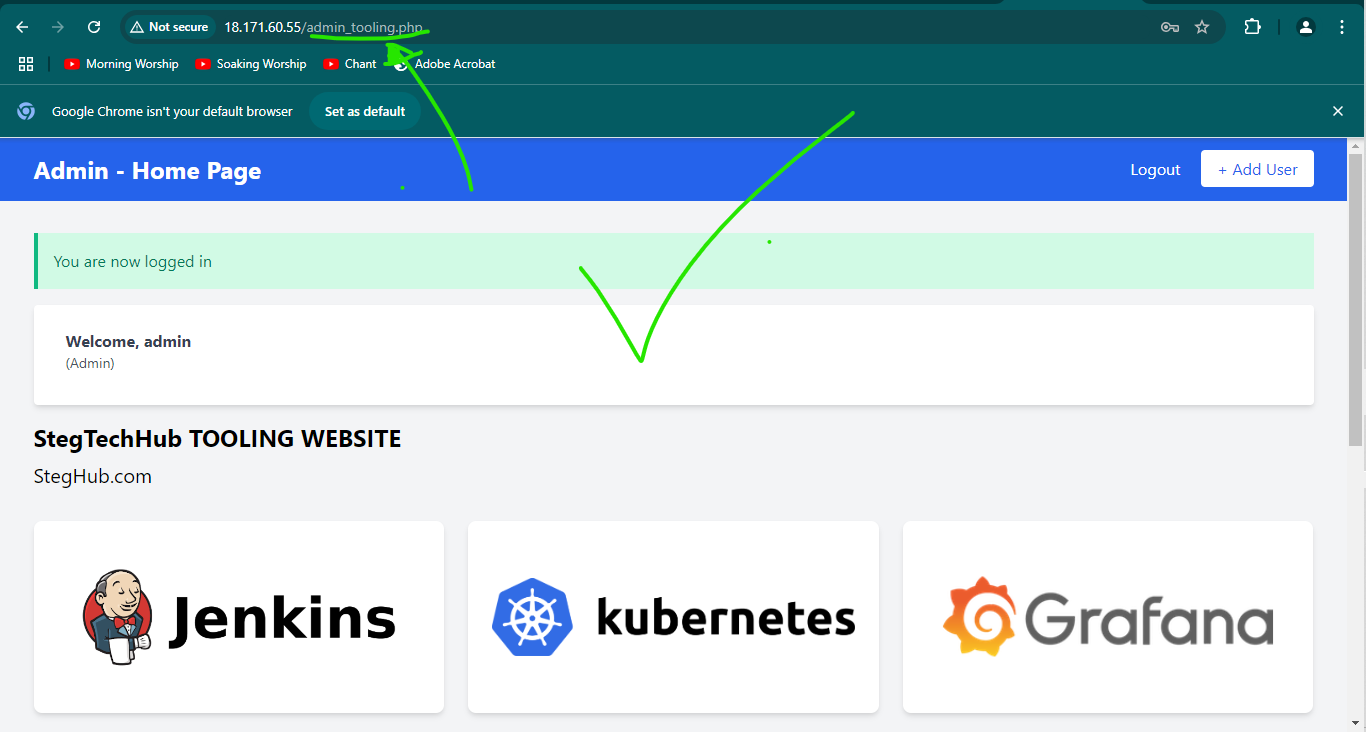 Not secure 18.171.60.55/admin_tooling.php
Morning Worship Soaking Worship Chant Adobe Acrobat
Google Chrome isn't your default browser Set as default
Admin - Home Page Logout + Add User
You are now logged in
Welcome, admin
(Admin)
StegTechHub TOOLING WEBSITE
StegHub.com
Jenkins kubernetes Grafana